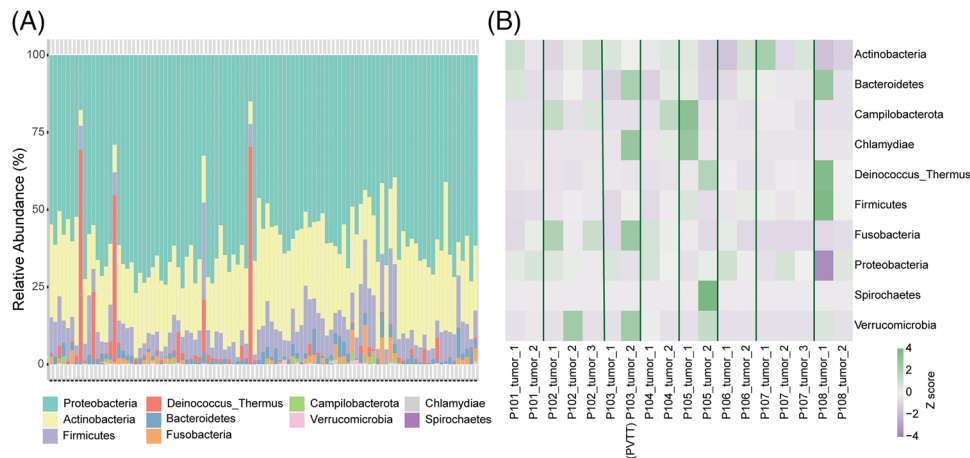 (A)
Relative Abundance (%)
100
75
50
25
0
Proteobacteria
Actinobacteria
Firmicutes
Deinococcus_Thermus
Bacteroidetes
Fusobacteria
Campilobacterota
Verrucomicrobia
Chlamydiae
Spirochaetes
(B)
Actinobacteria
Bacteroidetes
Campilobacterota
Chlamydiae
Deinococcus_Thermus
Firmicutes
Fusobacteria
Proteobacteria
Spirochaetes
Verrucomicrobia
P101_tumor_1
P101_tumor_2
P102_tumor_1
P102_tumor_2
P102_tumor_3
P103_tumor_1
P103_tumor_2
(PVTT)
P104_tumor_1
P104_tumor_2
P105_tumor_1
P105_tumor_2
P106_tumor_1
P106_tumor_2
P107_tumor_1
P107_tumor_2
P107_tumor_3
P108_tumor_1
P108_tumor_2
4
2
0
−2
−4
Z score